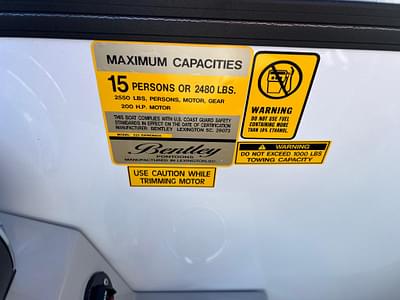 MAXIMUM CAPACITIES
15 PERSONS OR 2480 LBS.
2550 LBS, PERSONS, MOTOR, GEAR
200 H.P. MOTOR
THIS BOAT COMPLIES WITH U.S. COAST GUARD SAFETY
STANDARDS IN EFFECT ON THE DATE OF CERTIFICATION
MANUFACTURER: BENTLEY LEXINGTON SC. 29073
Bentley
PONTOONS
MANUFACTURED IN LEXINGTON, SC.
USE CAUTION WHILE
TRIMMING MOTOR
WARNING
DO NOT USE FUEL
CONTAINING MORE
THAN 10% ETHANOL.
WARNING
DO NOT EXCEED 1000 LBS
TOWING CAPACITY